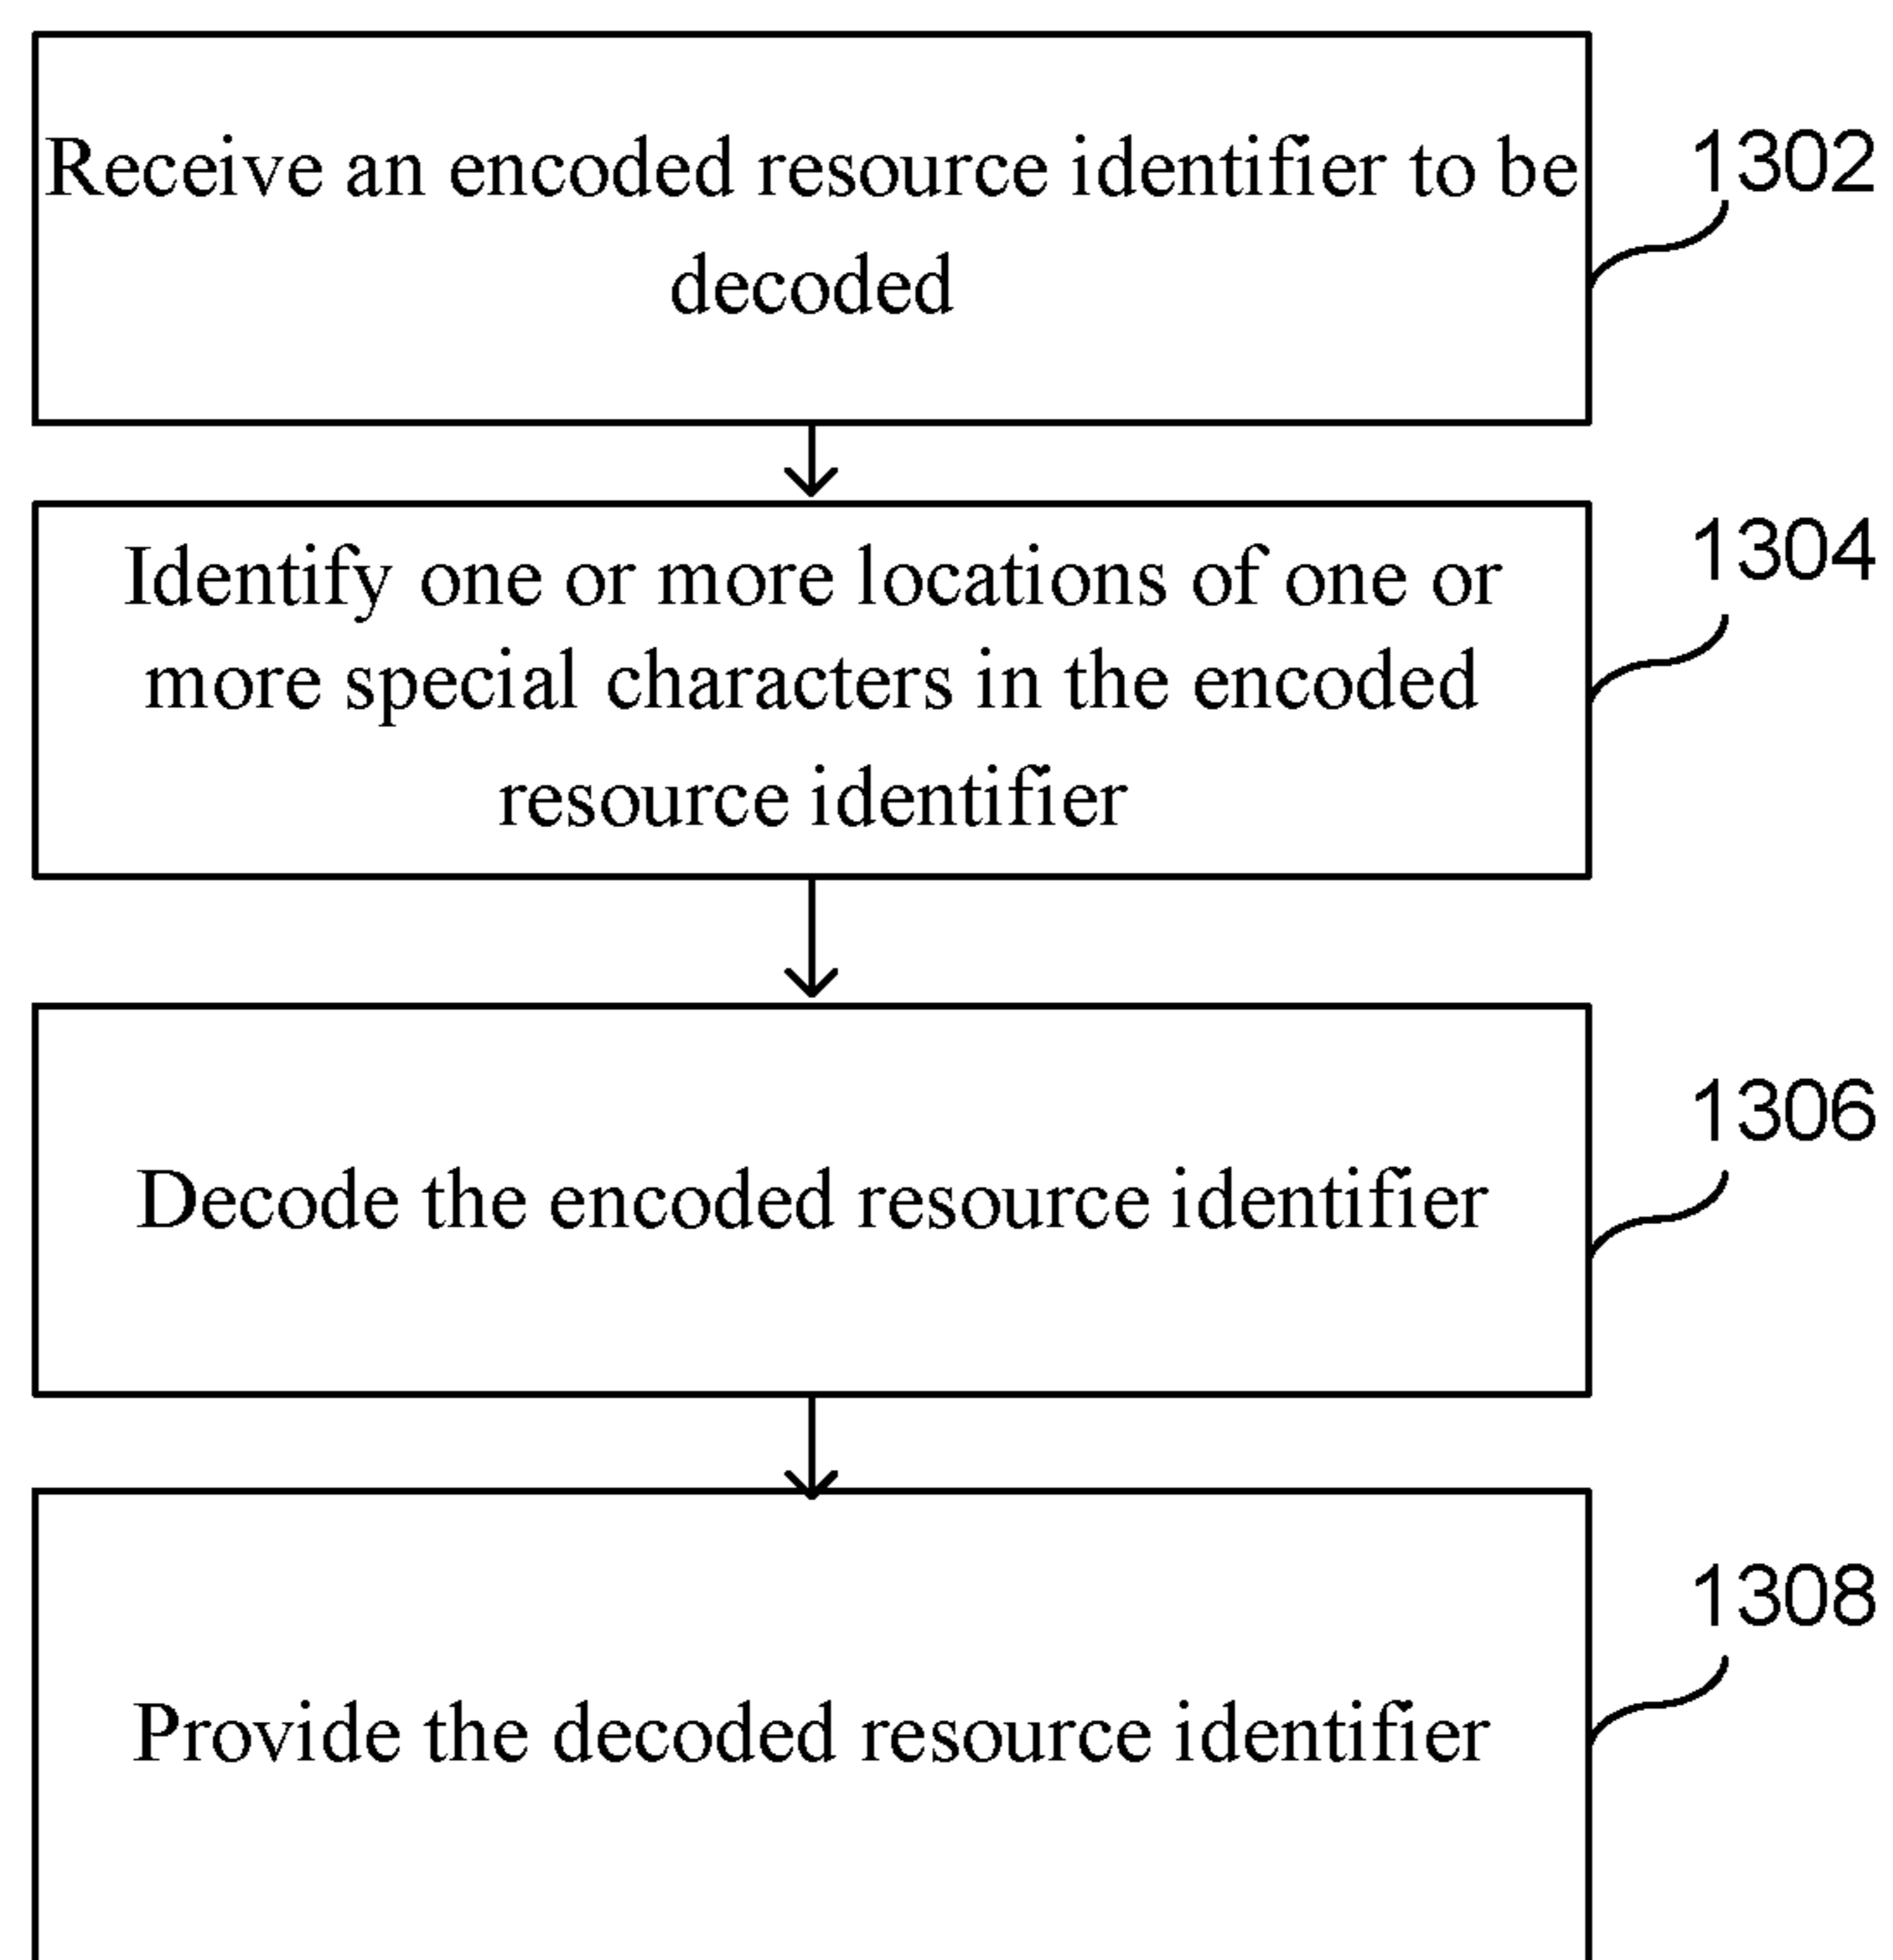 Receive an encoded resource identifier to be
decoded
1302
Identify one or more locations of one or
more special characters in the encoded
resource identifier
1304
Decode the encoded resource identifier
1306
Provide the decoded resource identifier
1308